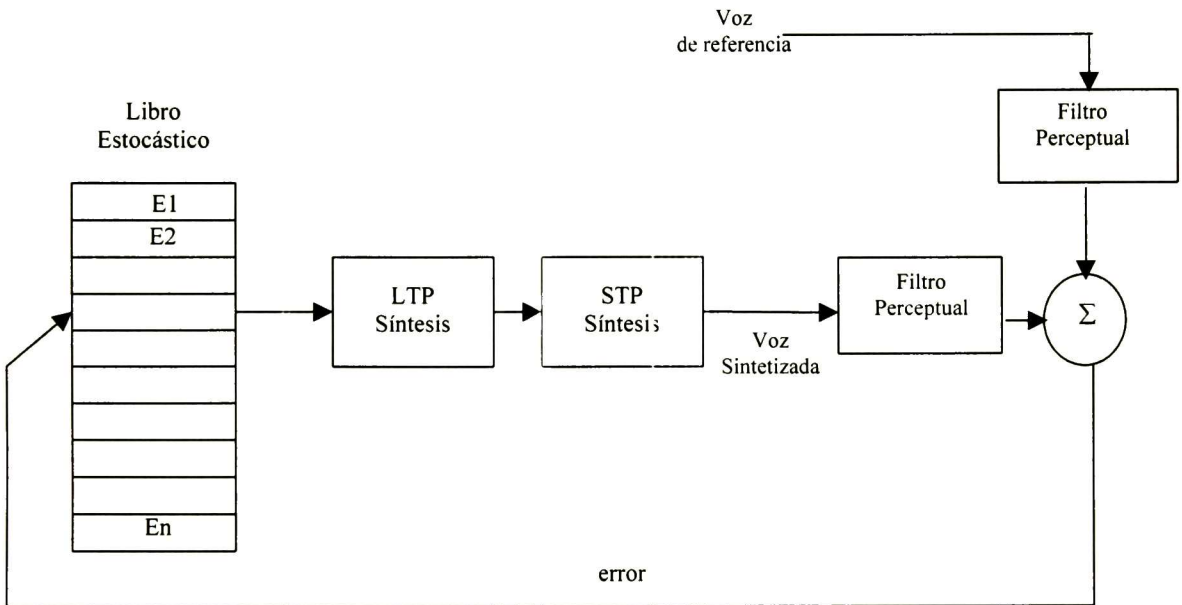 Voz
de referencia
Filtro
Perceptual
Libro
Estocástico
E1
E2
En
LTP
Síntesis
STP
Síntesis
Voz
Sintetizada
Filtro
Perceptual
Σ
error